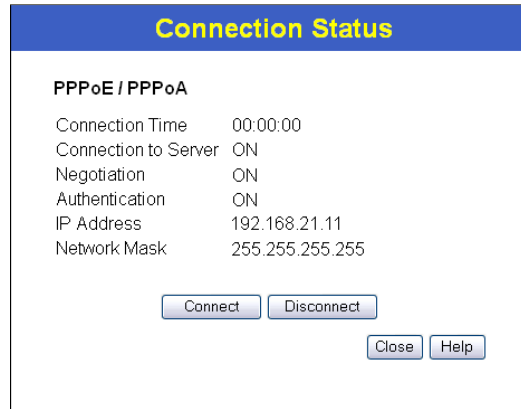 Connection Status
PPPoE / PPPoA
Connection Time 00:00:00
Connection to Server ON
Negotiation ON
Authentication ON
IP Address 192.168.21.11
Network Mask 255.255.255.255
Connect Disconnect
Close Help